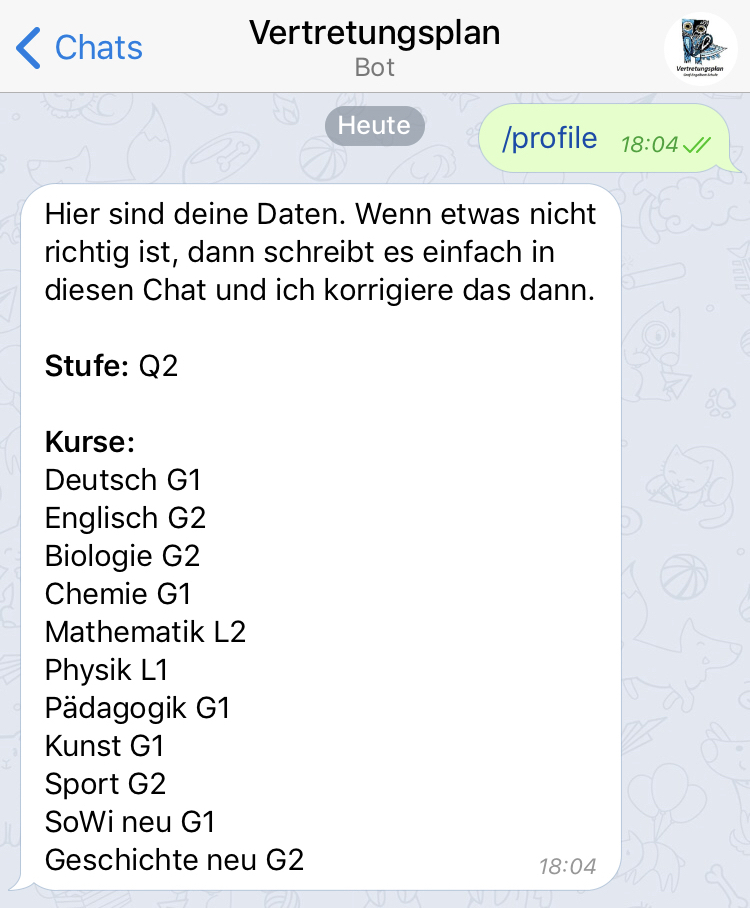 Chats
Vertretungsplan
Bot
Vertretungsplan
Heute
/profile 18:04
Hier sind deine Daten. Wenn etwas nicht
richtig ist, dann schreibt es einfach in
diesen Chat und ich korrigiere das dann.
Stufe: Q2
Kurse:
Deutsch G1
Englisch G2
Biologie G2
Chemie G1
Mathematik L2
Physik L1
Pädagogik G1
Kunst G1
Sport G2
SoWi neu G1
Geschichte neu G2
18:04